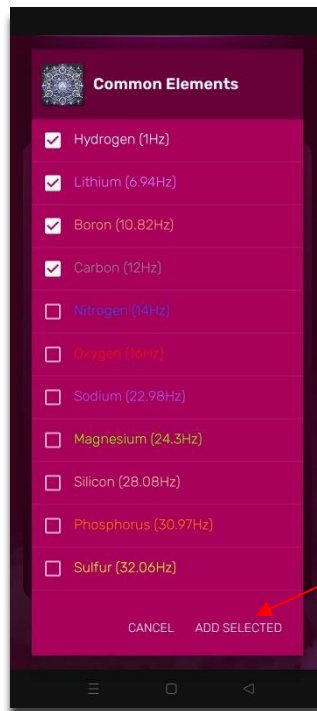 Common Elements
Hydrogen (1Hz)
Lithium (6.94Hz)
Boron (10.82Hz)
Carbon (12Hz)
Nitrogen (14Hz)
Oxygen (16Hz)
Sodium (22.98Hz)
Magnesium (24.3Hz)
Silicon (28.08Hz)
Phosphorus (30.97Hz)
Sulfur (32.06Hz)
CANCEL ADD SELECTED